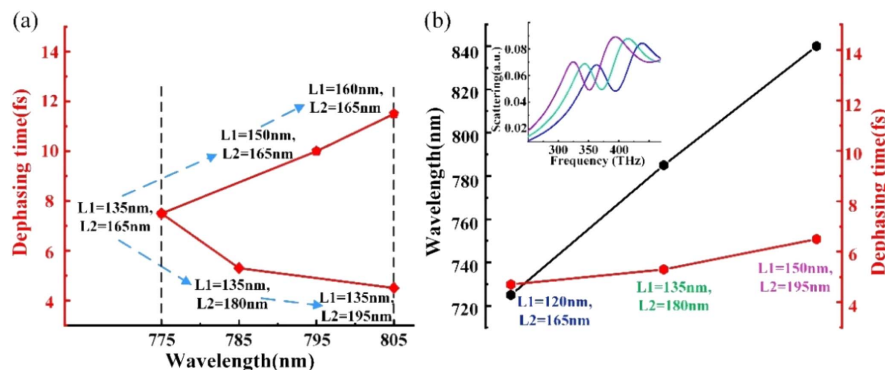 (a)
Dephasing time(fs)
14
12
10
8
6
4
L1=160nm,
L2=165nm
L1=150nm,
L2=165nm
L1=135nm,
L2=165nm
L1=135nm,
L2=180nm
L1=135nm,
L2=195nm
775
785
795
805
Wavelength(nm)
(b)
Wavelength(nm)
840
820
800
780
760
740
720
Scattering(a.u.)
0.08
0.06
0.04
0.02
300
400
Frequency (THz)
L1=120nm,
L2=165nm
L1=135nm,
L2=180nm
L1=150nm,
L2=195nm
14
12
10
8
6
4
Dephasing time(fs)